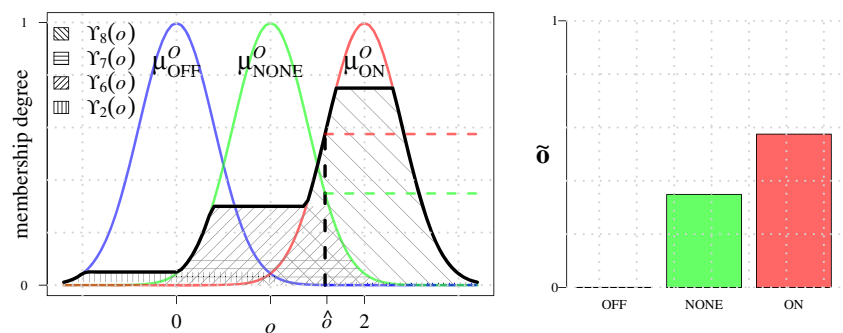 1
ϒ8(o)
ϒ7(o)
ϒ6(o)
ϒ2(o)
μ^O_OFF
μ^O_NONE
μ^O_ON
membership degree
0
0
o
ô
2
1
õ
0
OFF
NONE
ON